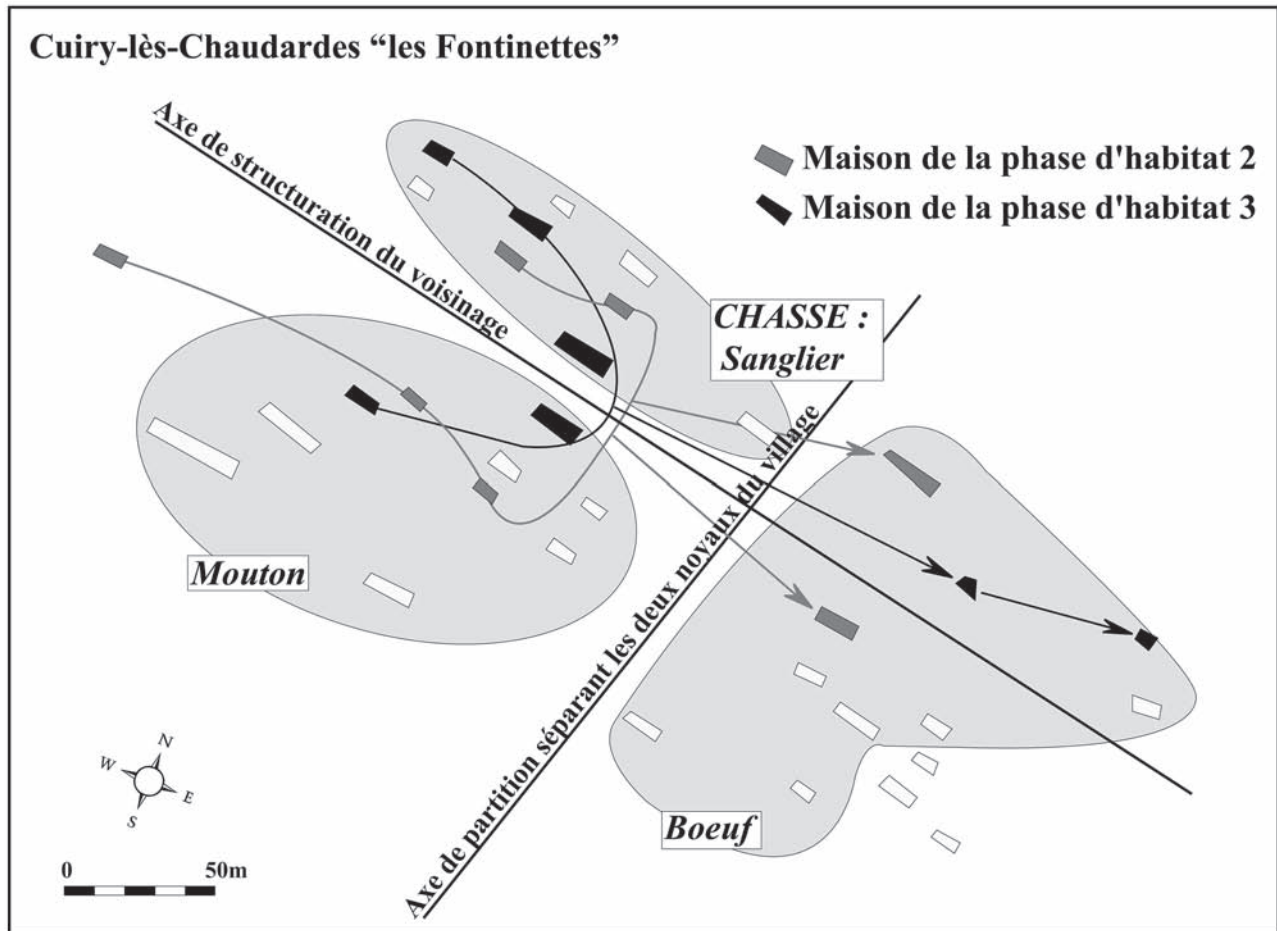 Cuiry-lès-Chaudardes “les Fontinettes”
Axe de structuration du voisinage
Maison de la phase d'habitat 2
Maison de la phase d'habitat 3
CHASSE :
Sanglier
Axe de partition séparant les deux noyaux du village
Mouton
Boeuf
N
W
E
S
0 50m